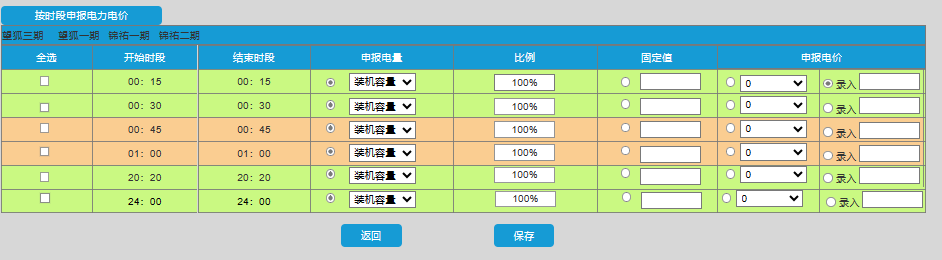 按时段申报电力电价
望狐三期 望狐一期 锦祐一期 锦祐二期
全选 开始时段 结束时段 申报电量 比例 固定值 申报电价
00: 15 00: 15 装机容量 100% 0 录入
00: 30 00: 30 装机容量 100% 0 录入
00: 45 00: 45 装机容量 100% 0 录入
01: 00 01: 00 装机容量 100% 0 录入
20: 20 20: 20 装机容量 100% 0 录入
24: 00 24: 00 装机容量 100% 0 录入
返回 保存